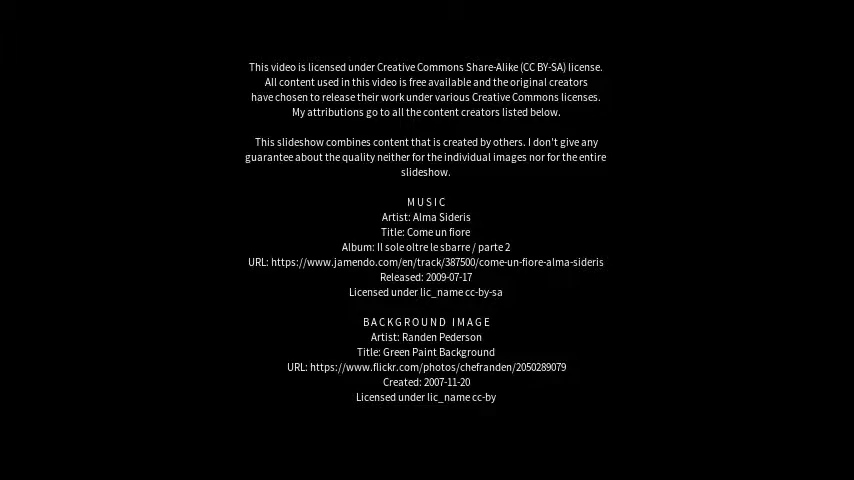 This video is licensed under Creative Commons Share-Alike (CC BY-SA) license.
All content used in this video is free available and the original creators
have chosen to release their work under various Creative Commons licenses.
My attributions go to all the content creators listed below.
This slideshow combines content that is created by others. I don't give any
guarantee about the quality neither for the individual images nor for the entire
slideshow.
MUSIC
Artist: Alma Sideris
Title: Come un fiore
Album: Il sole oltre le sbarre / parte 2
URL: https://www.jamendo.com/en/track/387500/come-un-fiore-alma-sideris
Released: 2009-07-17
Licensed under lic_name cc-by-sa
BACKGROUND IMAGE
Artist: Randen Pederson
Title: Green Paint Background
URL: https://www.flickr.com/photos/chefranden/2050289079
Created: 2007-11-20
Licensed under lic_name cc-by